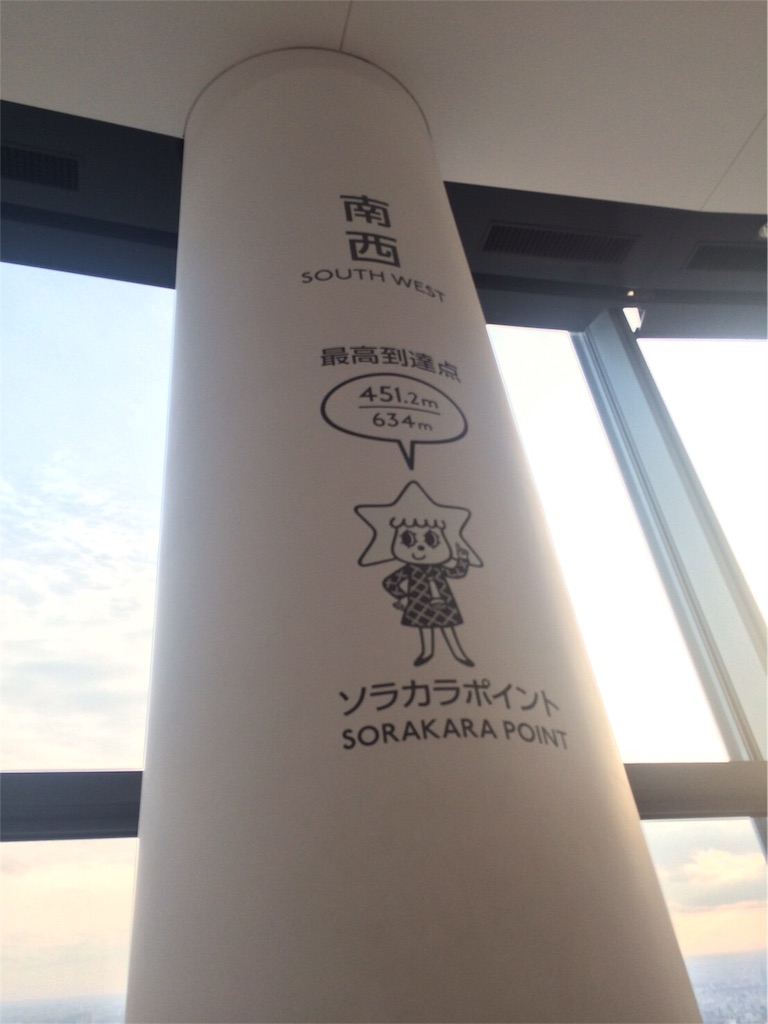 南
西
SOUTH WEST
最高到達点
451.2m
634m
ソラカラポイント
SORAKARA POINT